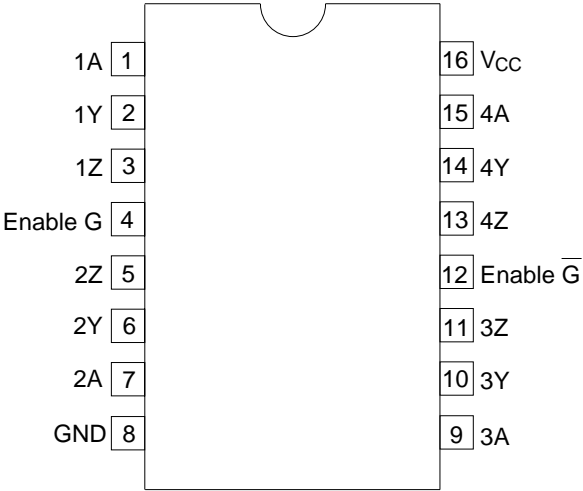 1A 1 16 VCC
1Y 2 15 4A
1Z 3 14 4Y
Enable G 4 13 4Z
2Z 5 12 Enable G̅
2Y 6 11 3Z
2A 7 10 3Y
GND 8 9 3A